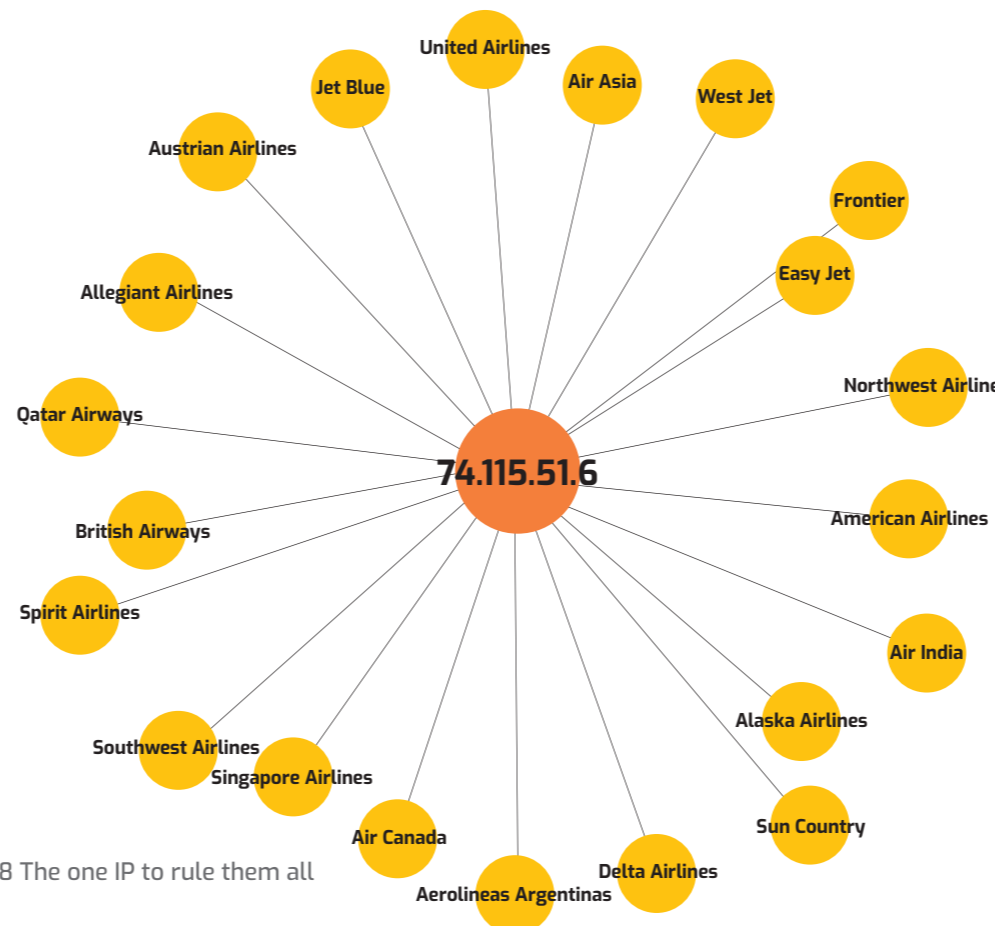 United Airlines
Air Asia
Jet Blue
West Jet
Austrian Airlines
Frontier
Easy Jet
Allegiant Airlines
Northwest Airline
Qatar Airways
74.115.51.6
American Airlines
British Airways
Spirit Airlines
Air India
Alaska Airlines
Southwest Airlines
Singapore Airlines
Sun Country
Air Canada
8 The one IP to rule them all
Delta Airlines
Aerolineas Argentinas